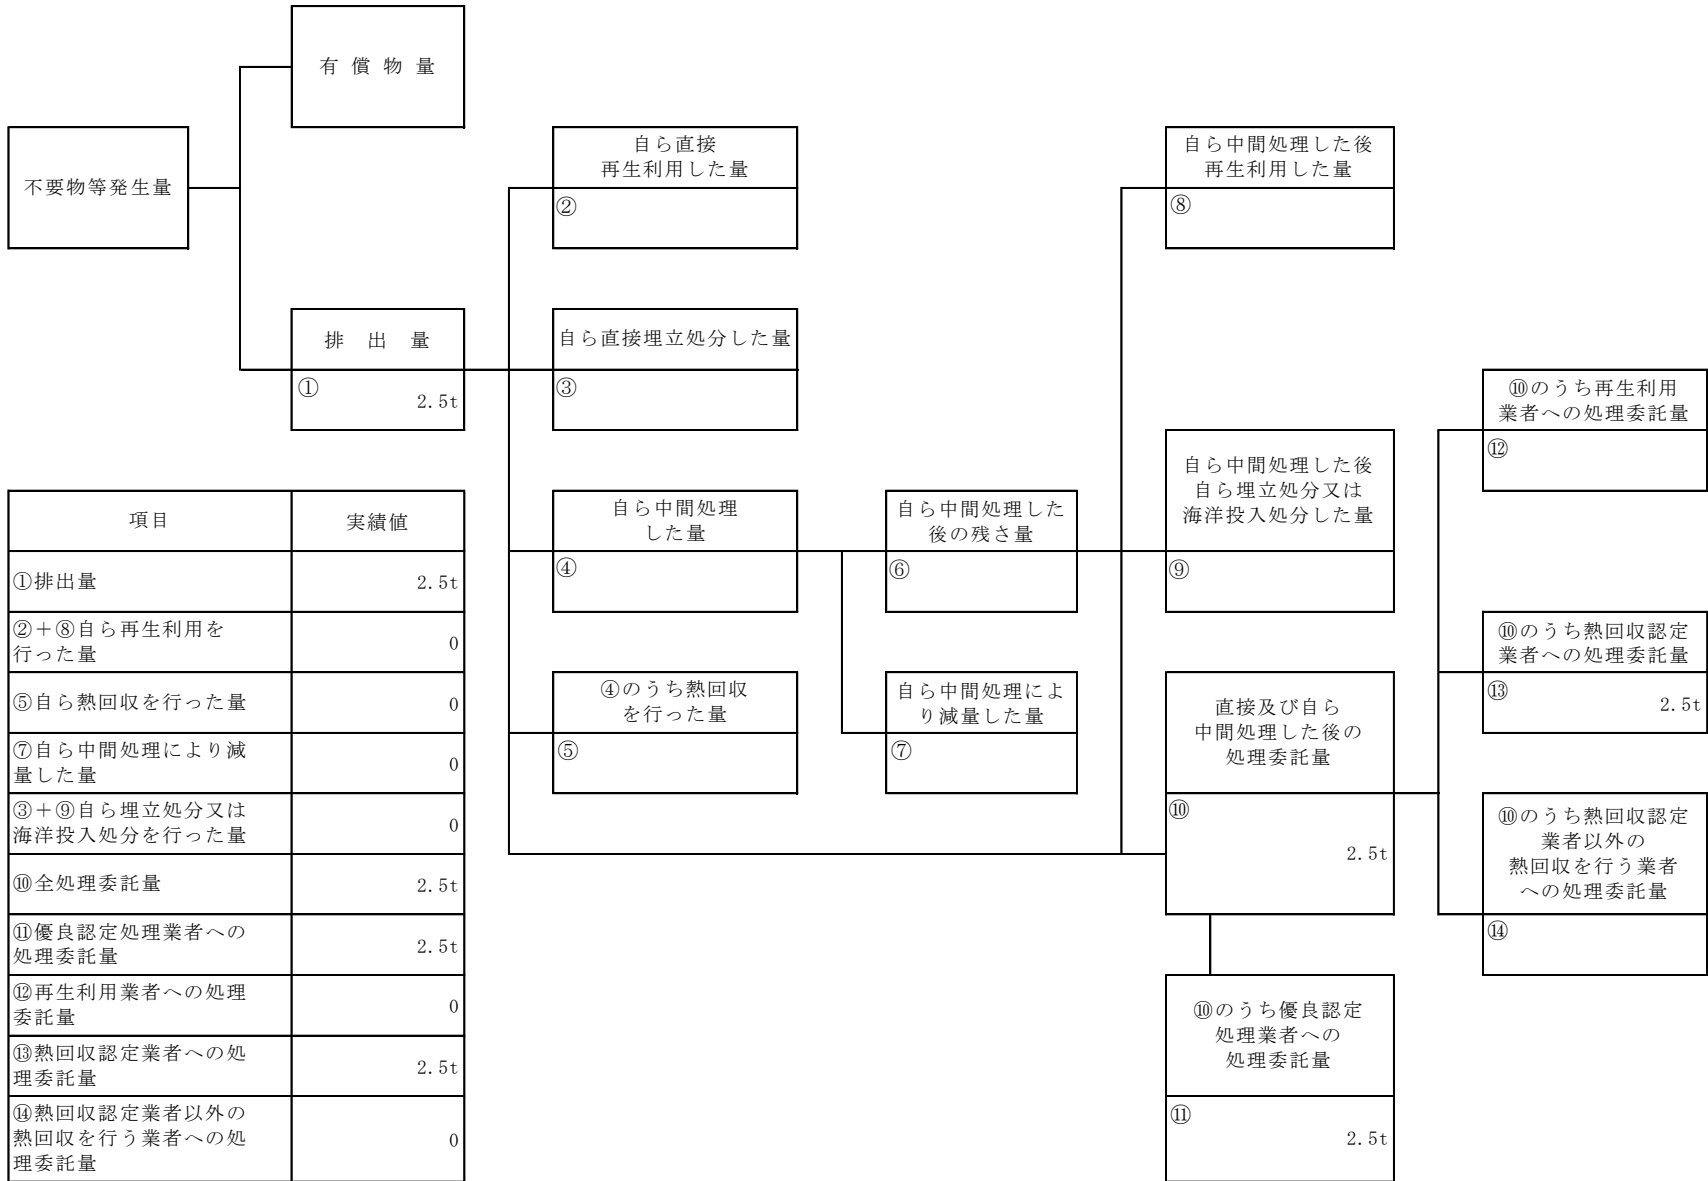 有償物量
不要物等発生量
自ら直接
再生利用した量
②
自ら中間処理した後
再生利用した量
⑧
排出量
①
2.5t
自ら直接埋立処分した量
③
⑩のうち再生利用
業者への処理委託量
⑫
自ら中間処理
した量
④
自ら中間処理した
後の残さ量
⑥
自ら中間処理した後
自ら埋立処分又は
海洋投入処分した量
⑨
⑩のうち熱回収認定
業者への処理委託量
⑬
2.5t
④のうち熱回収
を行った量
⑤
自ら中間処理によ
り減量した量
⑦
直接及び自ら
中間処理した後の
処理委託量
⑩
2.5t
⑩のうち熱回収認定
業者以外の
熱回収を行う業者
への処理委託量
⑭
⑩のうち優良認定
処理業者への
処理委託量
⑪
2.5t
項目 実績値
①排出量 2.5t
②＋⑧自ら再生利用を
行った量 0
⑤自ら熱回収を行った量 0
⑦自ら中間処理により減
量した量 0
③＋⑨自ら埋立処分又は
海洋投入処分を行った量 0
⑩全処理委託量 2.5t
⑪優良認定処理業者への
処理委託量 2.5t
⑫再生利用業者への処理
委託量 0
⑬熱回収認定業者への処
理委託量 2.5t
⑭熱回収認定業者以外の
熱回収を行う業者への処
理委託量 0